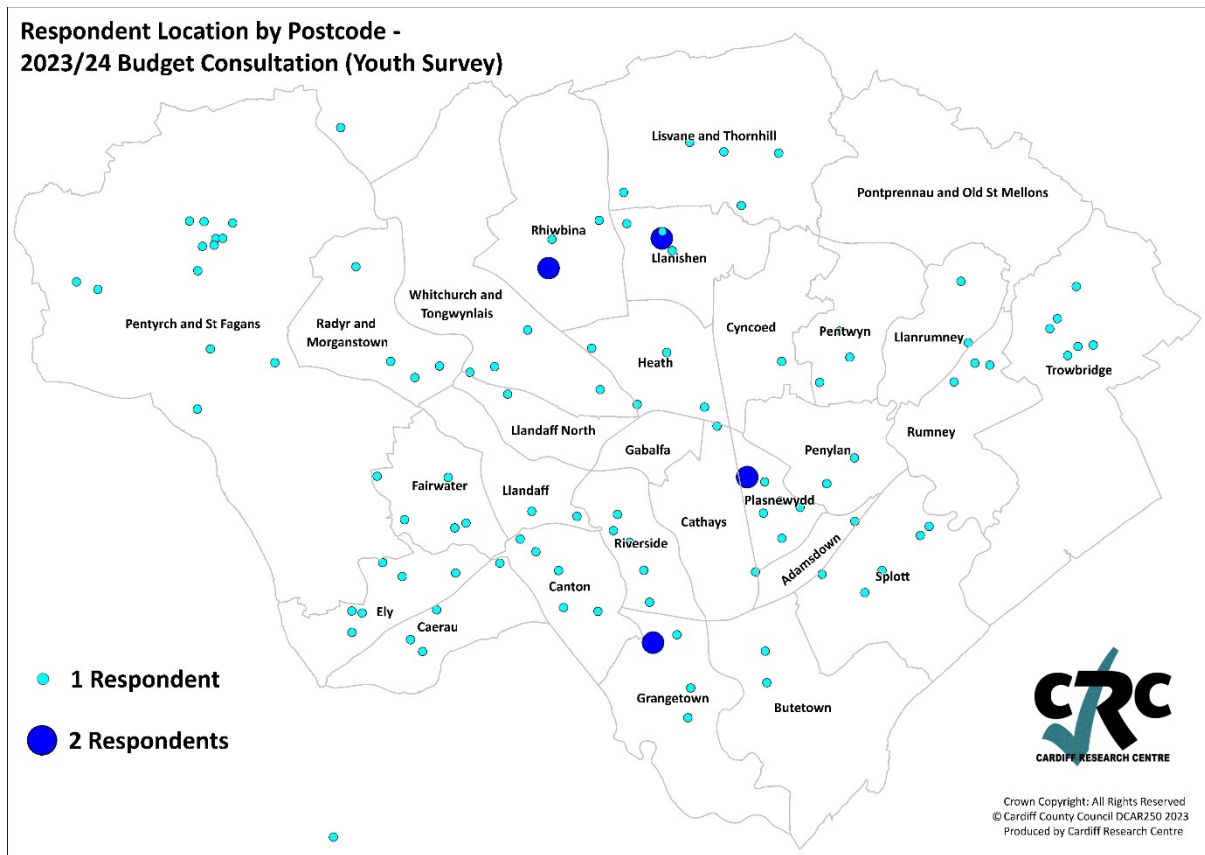 Respondent Location by Postcode -
2023/24 Budget Consultation (Youth Survey)
Lisvane and Thornhill
Pontprennau and Old St Mellons
Rhiwbina
Llanishen
Whitchurch and
Tongwynlais
Pentyrch and St Fagans
Radyr and
Morganstown
Cyncoed
Pentwyn
Llanrumney
Heath
Trowbridge
Llandaff North
Gabalfa
Penylan
Rumney
Fairwater
Llandaff
Plasnewydd
Cathays
Riverside
Adamsdown
Splott
Canton
Ely
Caerau
Grangetown
Butetown
1 Respondent
2 Respondents
CRC
CARDIFF RESEARCH CENTRE
Crown Copyright: All Rights Reserved
© Cardiff County Council DCAR250 2023
Produced by Cardiff Research Centre